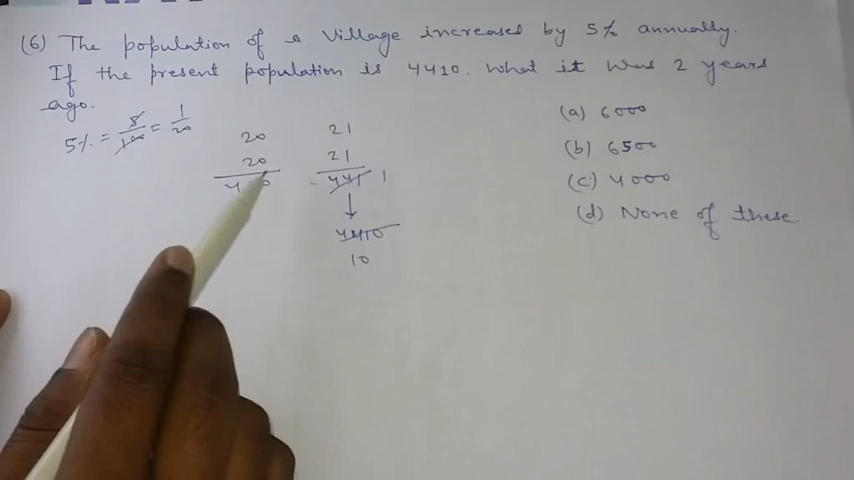 (6) The population of a Village increased by 5% annually.
If the present population is 4410. What it was 2 years
ago.
5% = 5/100 = 1/20
20 21
20 21
441 1
4410
10
(a) 6000
(b) 6500
(c) 4000
(d) None of these